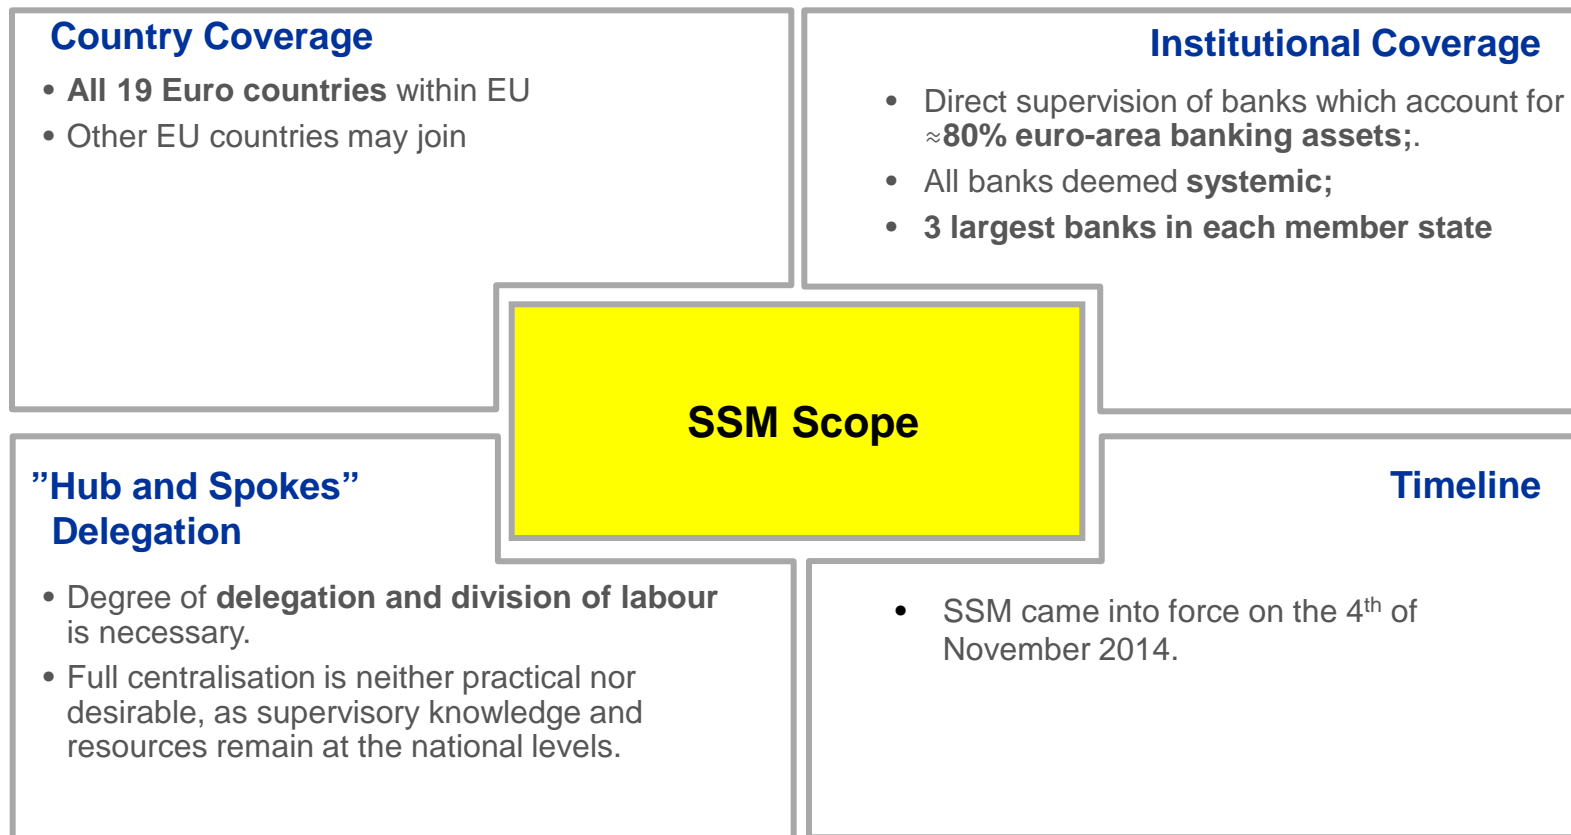 Country Coverage
• All 19 Euro countries within EU
• Other EU countries may join
Institutional Coverage
• Direct supervision of banks which account for
≈80% euro-area banking assets;.
• All banks deemed systemic;
• 3 largest banks in each member state
SSM Scope
”Hub and Spokes”
Delegation
• Degree of delegation and division of labour
is necessary.
• Full centralisation is neither practical nor
desirable, as supervisory knowledge and
resources remain at the national levels.
Timeline
• SSM came into force on the 4th of
November 2014.